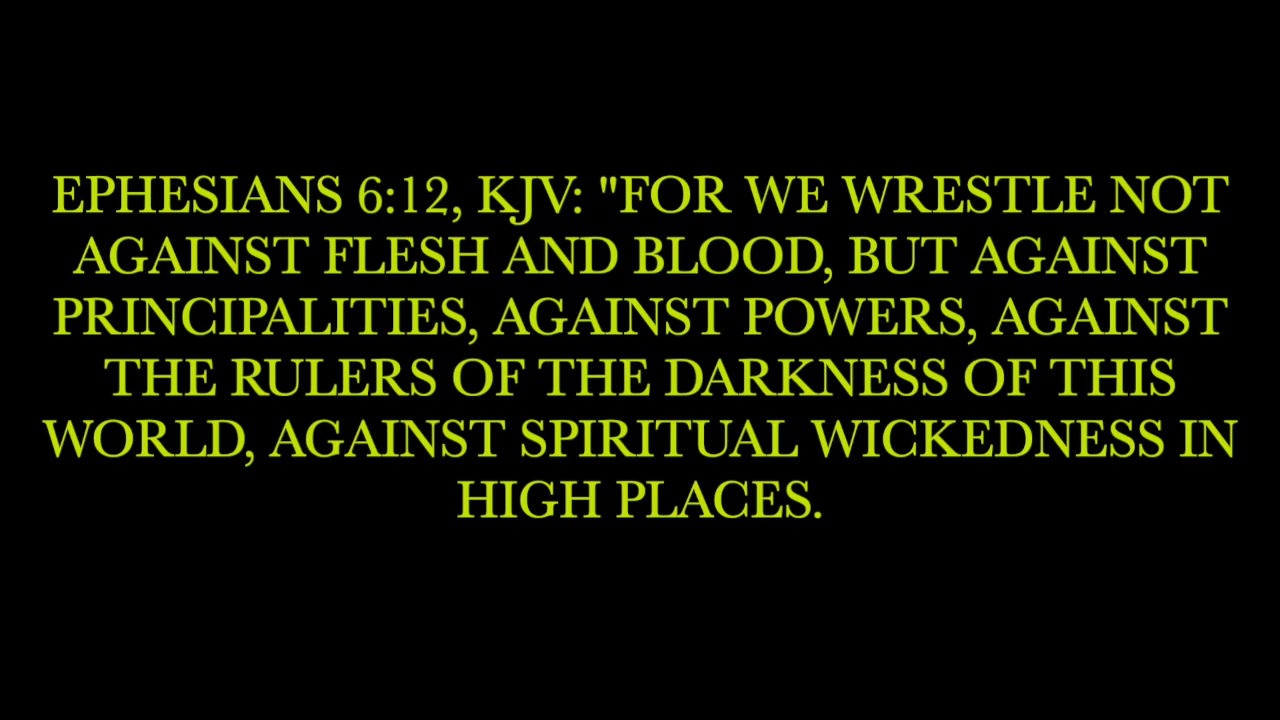 EPHESIANS 6:12, KJV: "FOR WE WRESTLE NOT
AGAINST FLESH AND BLOOD, BUT AGAINST
PRINCIPALITIES, AGAINST POWERS, AGAINST
THE RULERS OF THE DARKNESS OF THIS
WORLD, AGAINST SPIRITUAL WICKEDNESS IN
HIGH PLACES.